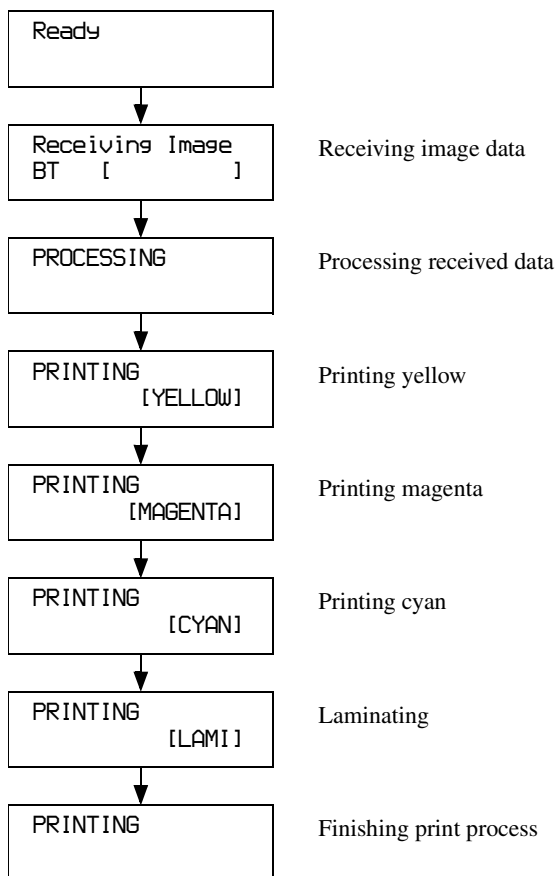 Ready
Receiving Image
BT [ ]
Receiving image data
PROCESSING
Processing received data
PRINTING
[YELLOW]
Printing yellow
PRINTING
[MAGENTA]
Printing magenta
PRINTING
[CYAN]
Printing cyan
PRINTING
[LAMI]
Laminating
PRINTING
Finishing print process